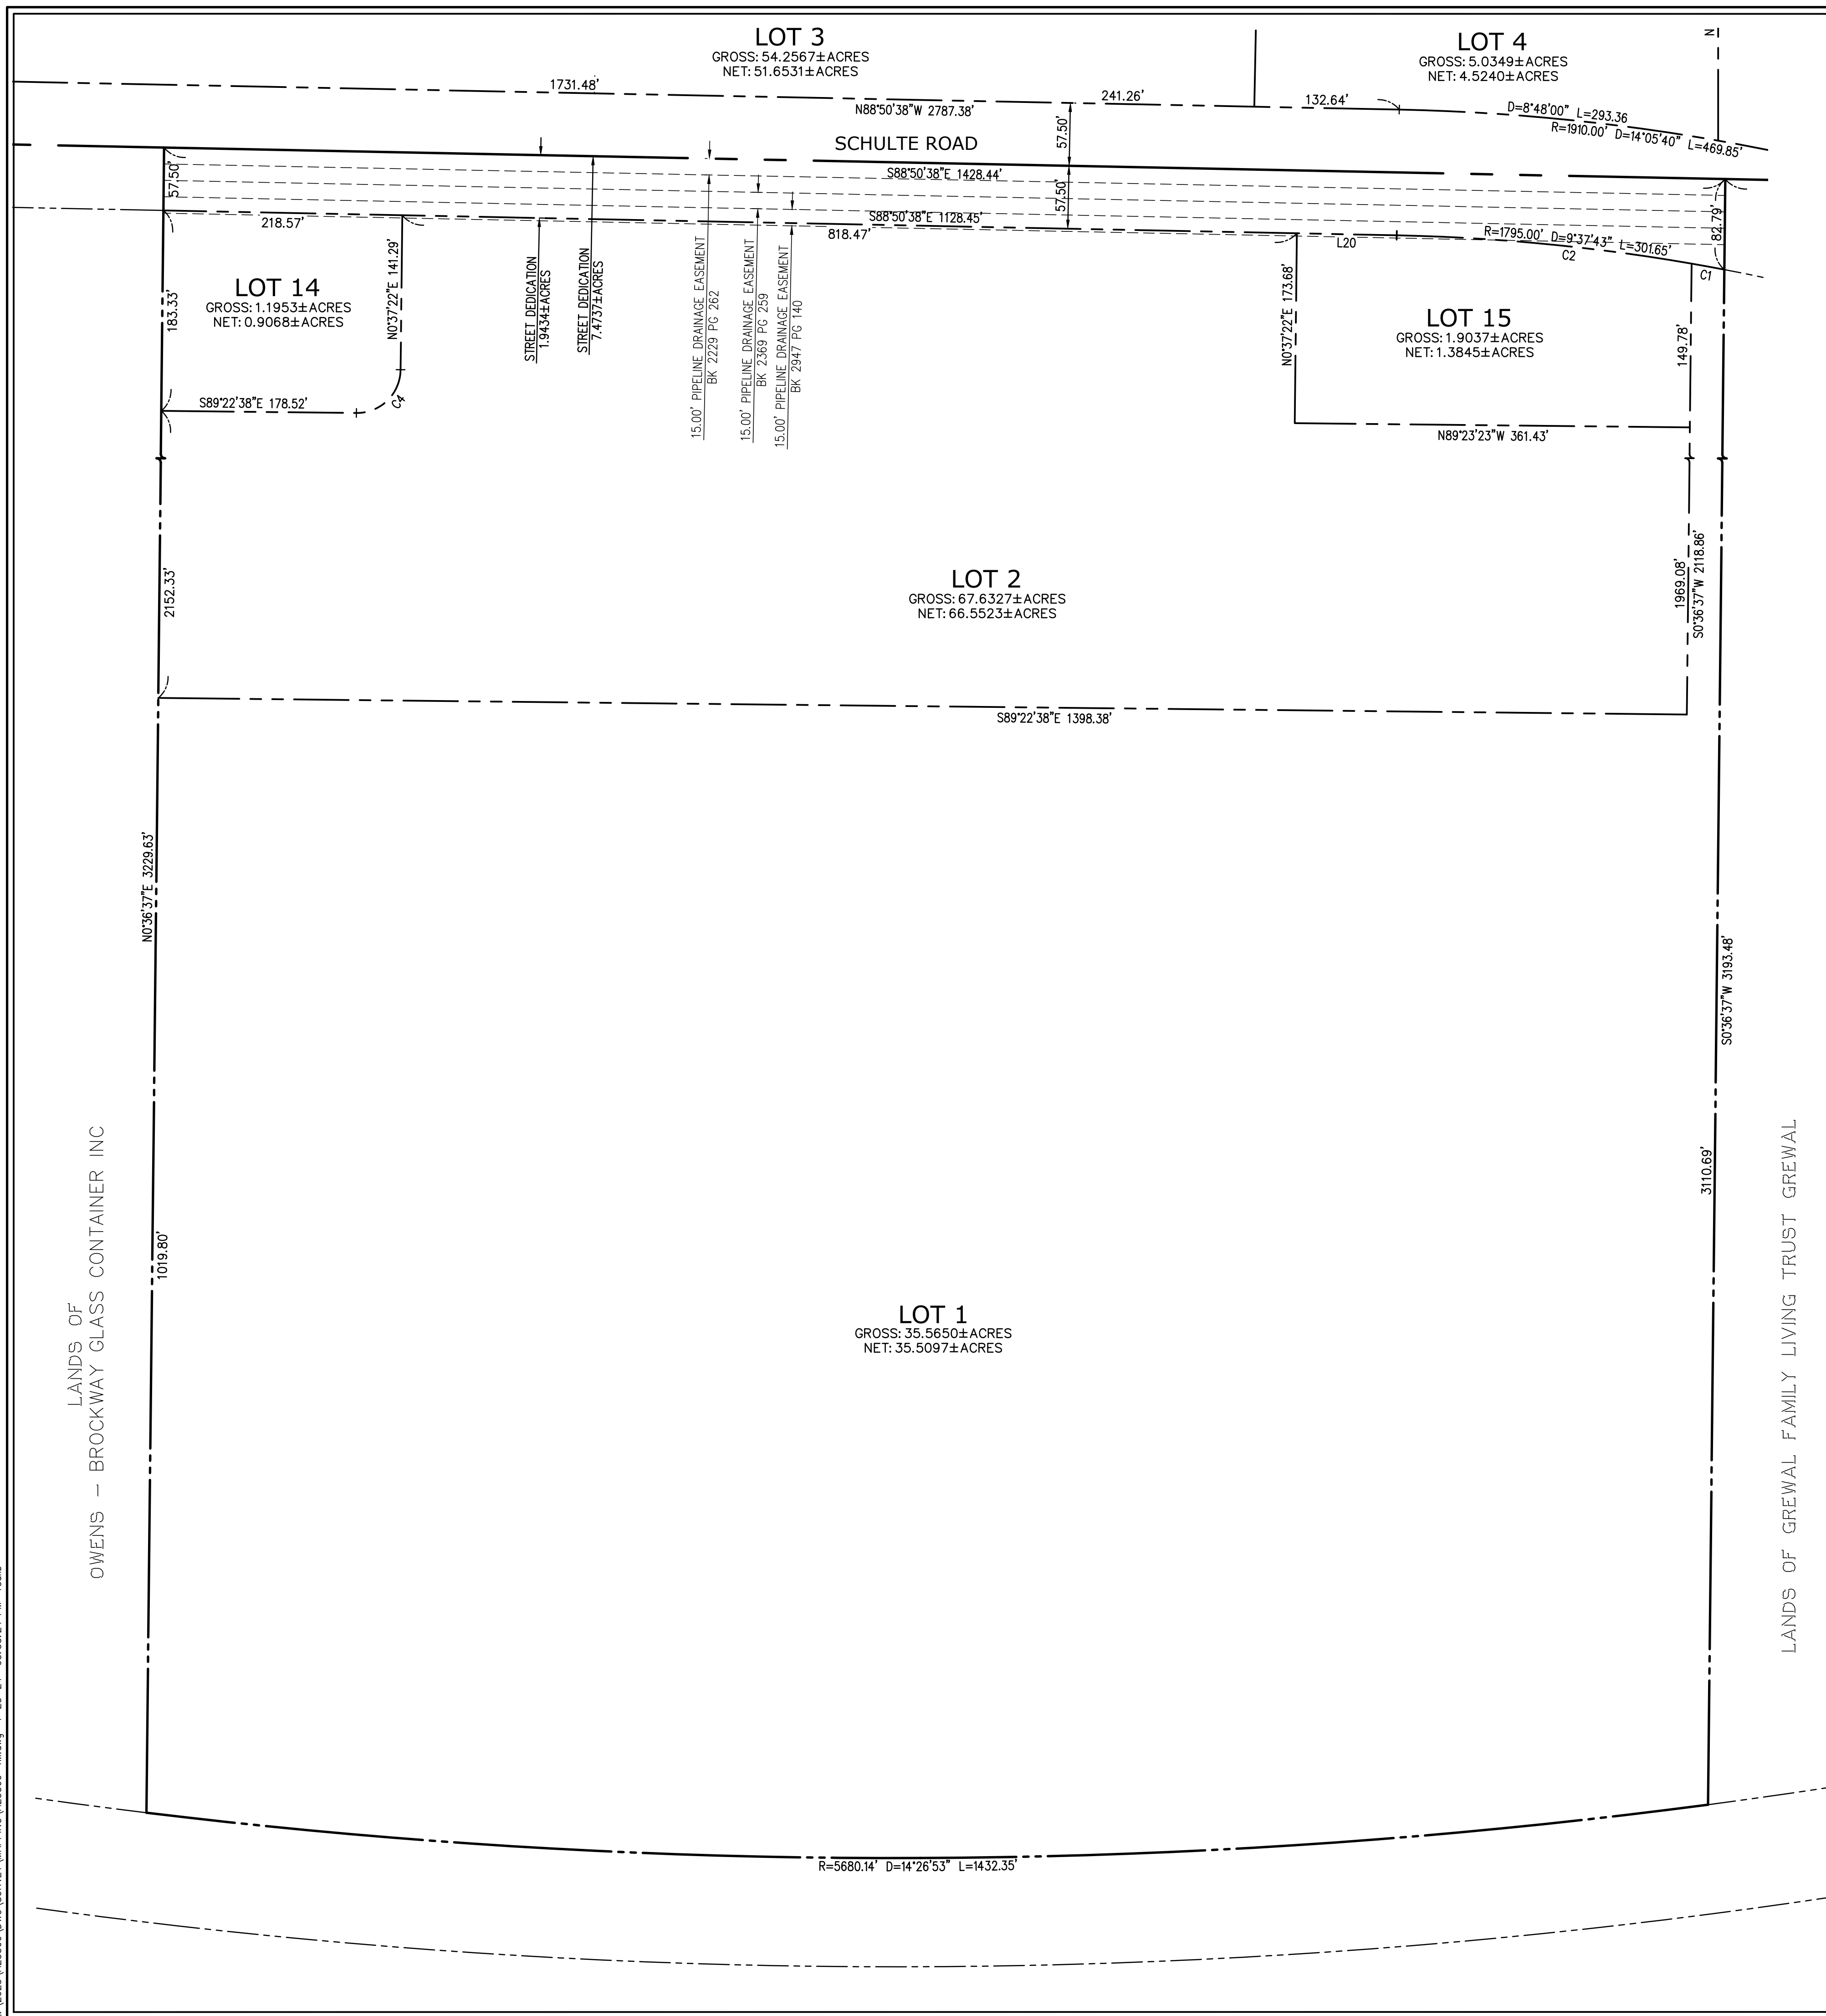 LOT 3
GROSS: 54.2567±ACRES
NET: 51.6531±ACRES
LOT 4
GROSS: 5.0349±ACRES
NET: 4.5240±ACRES
N
1731.48'
N88°50'38"W 2787.38'
241.26'
132.64'
D=8°48'00" L=293.36
R=1910.00' D=14°05'40" L=469.85'
57.50'
SCHULTE ROAD
57.50'
S88°50'38"E 1428.44'
57.50'
82.79'
218.57'
S88°50'38"E 1128.45'
818.47'
L20
R=1795.00' D=9°37'43" L=301.65'
C2
C1
LOT 14
GROSS: 1.1953±ACRES
NET: 0.9068±ACRES
183.33'
N0°37'22"E 141.29'
S89°22'38"E 178.52'
C4
STREET DEDICATION
1.9434±ACRES
STREET DEDICATION
7.4737±ACRES
15.00' PIPELINE DRAINAGE EASEMENT
BK 2229 PG 262
15.00' PIPELINE DRAINAGE EASEMENT
BK 2369 PG 259
15.00' PIPELINE DRAINAGE EASEMENT
BK 2947 PG 140
N0°37'22"E 173.68'
LOT 15
GROSS: 1.9037±ACRES
NET: 1.3845±ACRES
149.78'
N89°23'23"W 361.43'
2152.33'
LOT 2
GROSS: 67.6327±ACRES
NET: 66.5523±ACRES
1969.08'
S0°36'37"W 2118.86'
S89°22'38"E 1398.38'
N0°36'37"E 3229.63'
S0°36'37"W 3193.48'
3110.69'
1019.80'
LOT 1
GROSS: 35.5650±ACRES
NET: 35.5097±ACRES
LANDS OF
OWENS - BROCKWAY GLASS CONTAINER INC
LANDS OF GREWAL FAMILY LIVING TRUST GREWAL
R=5680.14' D=14°26'53" L=1432.35'